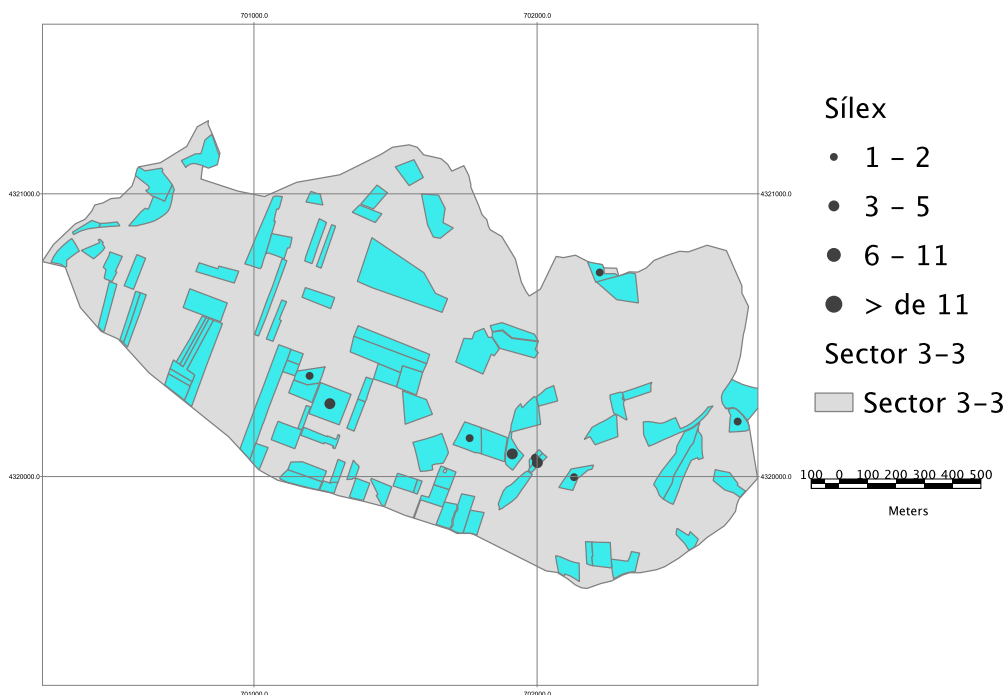 701000.0 702000.0
4321000.0 4321000.0
4320000.0 4320000.0
701000.0 702000.0
Sílex
1 – 2
3 – 5
6 – 11
> de 11
Sector 3-3
Sector 3-3
100 0 100 200 300 400 500
Meters